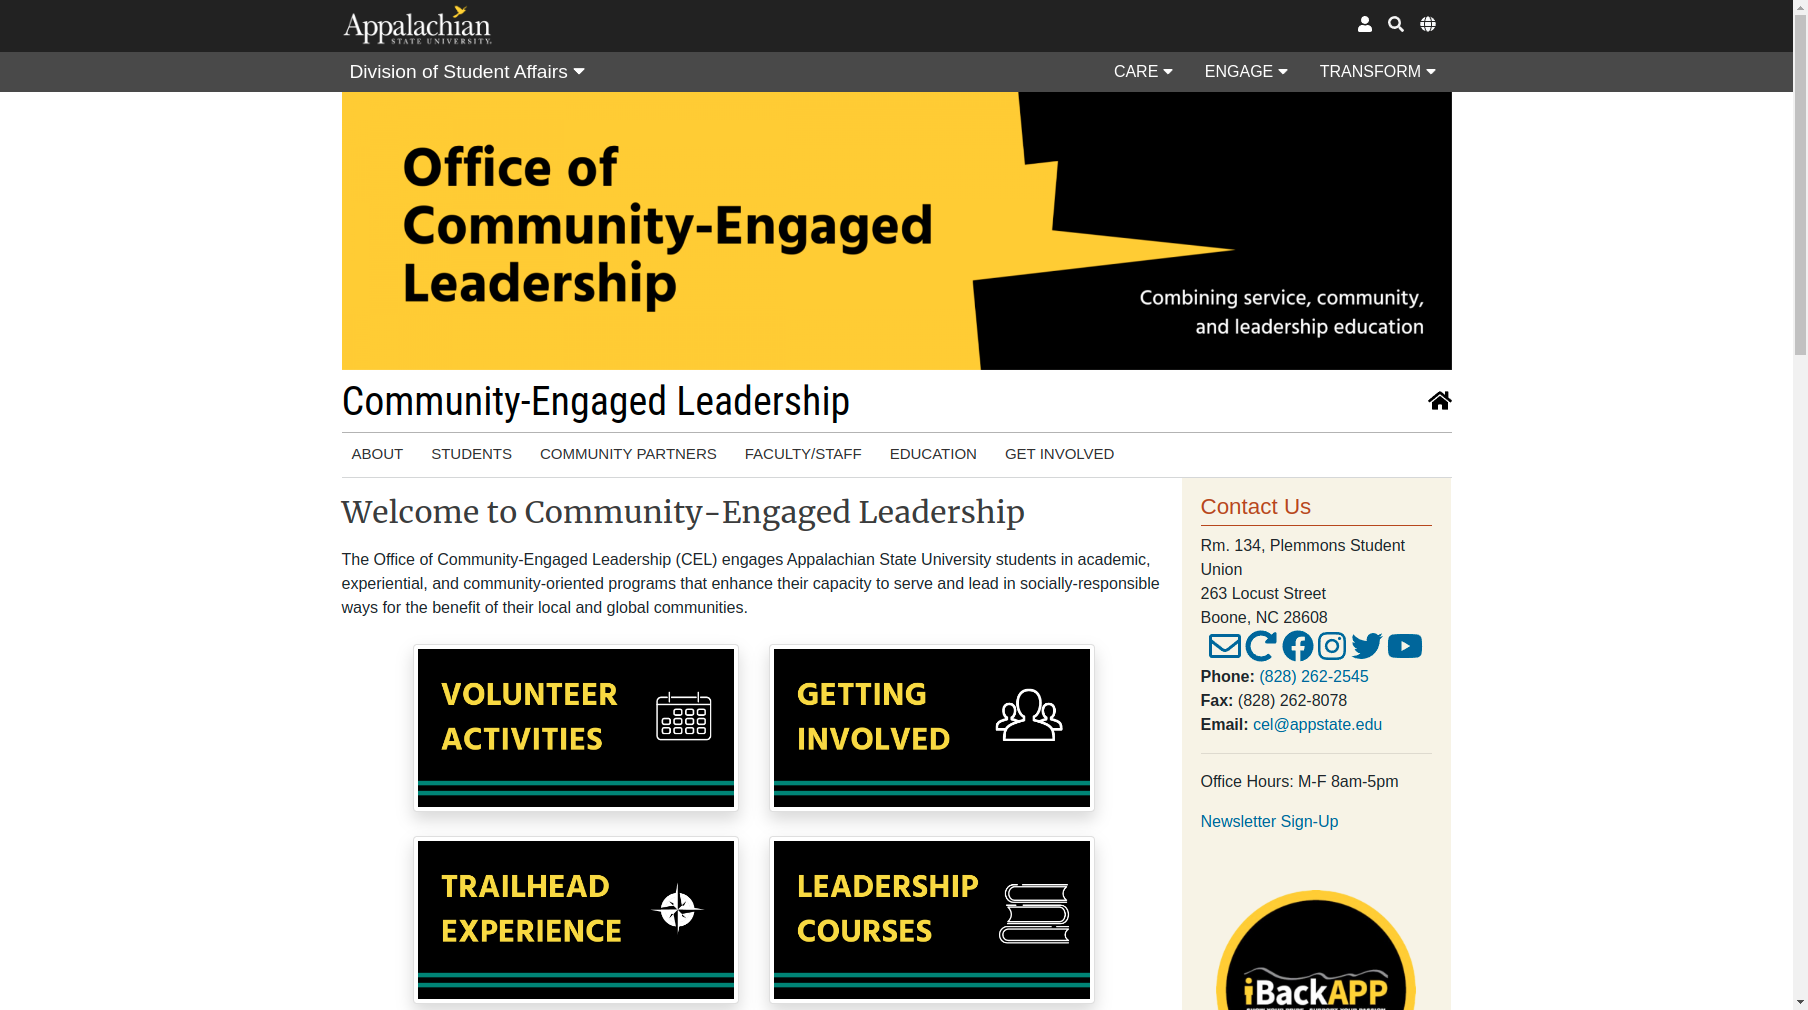 Appalachian
STATE UNIVERSITY
Division of Student Affairs
CARE
ENGAGE
TRANSFORM
Office of
Community-Engaged
Leadership
Combining service, community,
and leadership education
Community-Engaged Leadership
ABOUT
STUDENTS
COMMUNITY PARTNERS
FACULTY/STAFF
EDUCATION
GET INVOLVED
Welcome to Community-Engaged Leadership
The Office of Community-Engaged Leadership (CEL) engages Appalachian State University students in academic,
experiential, and community-oriented programs that enhance their capacity to serve and lead in socially-responsible
ways for the benefit of their local and global communities.
VOLUNTEER
ACTIVITIES
GETTING
INVOLVED
TRAILHEAD
EXPERIENCE
LEADERSHIP
COURSES
Contact Us
Rm. 134, Plemmons Student
Union
263 Locust Street
Boone, NC 28608
Phone: (828) 262-2545
Fax: (828) 262-8078
Email: cel@appstate.edu
Office Hours: M-F 8am-5pm
Newsletter Sign-Up
iBackAPP